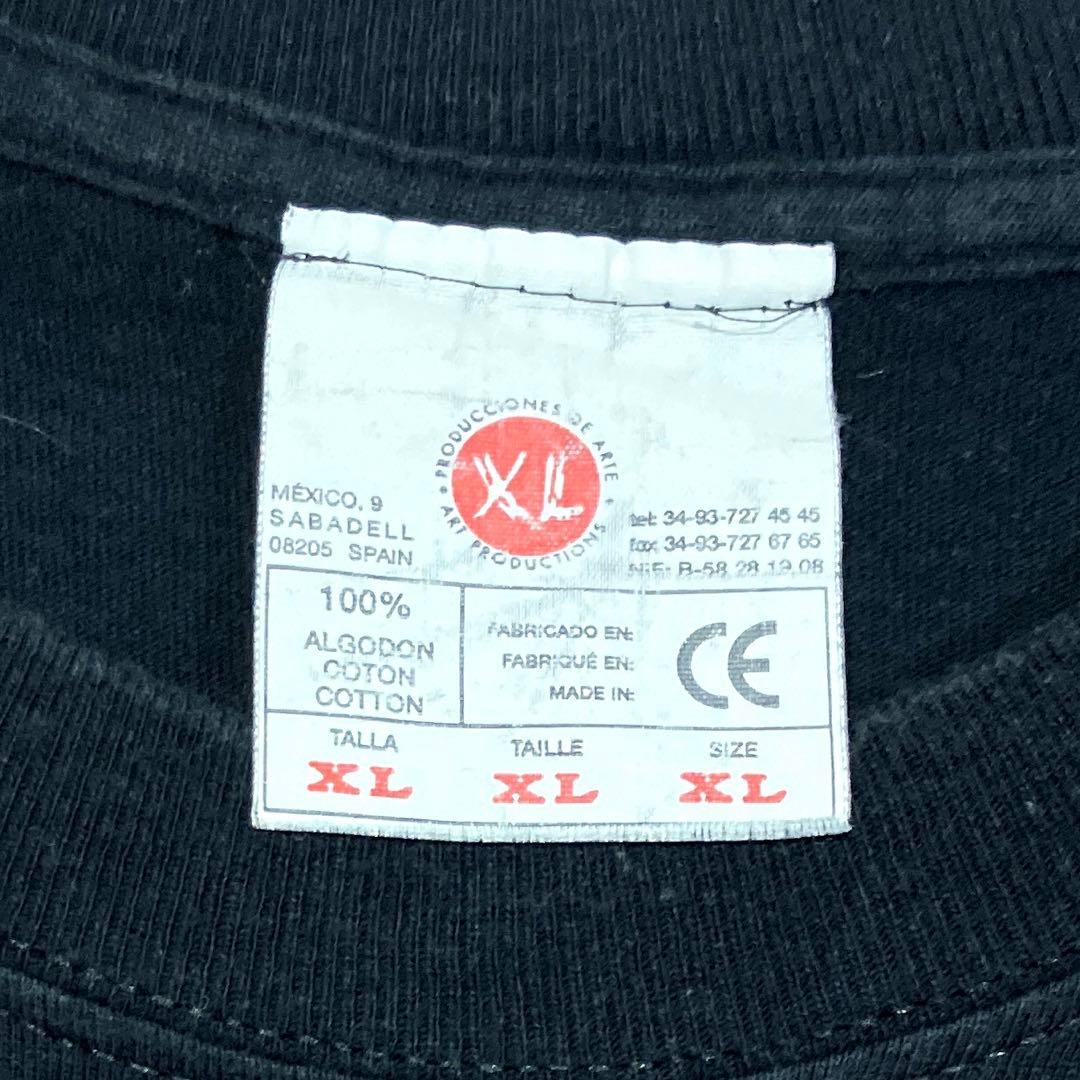 PRODUCCIONES DE ARTE
XL
ART PRODUCTIONS
MÉXICO, 9
SABADELL
08205 SPAIN
tel: 34-93-727 45 45
fax: 34-93-727 67 65
N.I.F: B-58 28 19 08
100%
ALGODON
COTON
COTTON
FABRICADO EN:
FABRIQUÉ EN:
MADE IN:
CE
TALLA
XL
TAILLE
XL
SIZE
XL